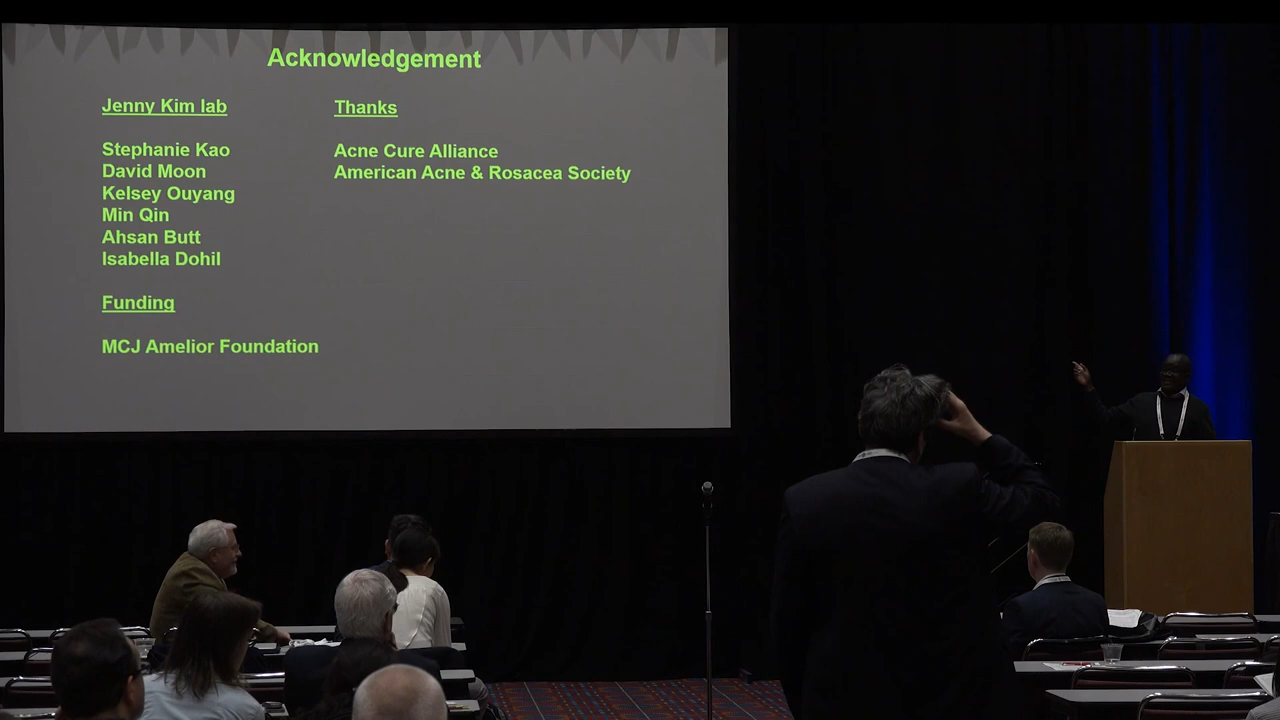 Acknowledgement
Jenny Kim lab
Stephanie Kao
David Moon
Kelsey Ouyang
Min Qin
Ahsan Butt
Isabella Dohil
Funding
MCJ Amelior Foundation
Thanks
Acne Cure Alliance
American Acne & Rosacea Society